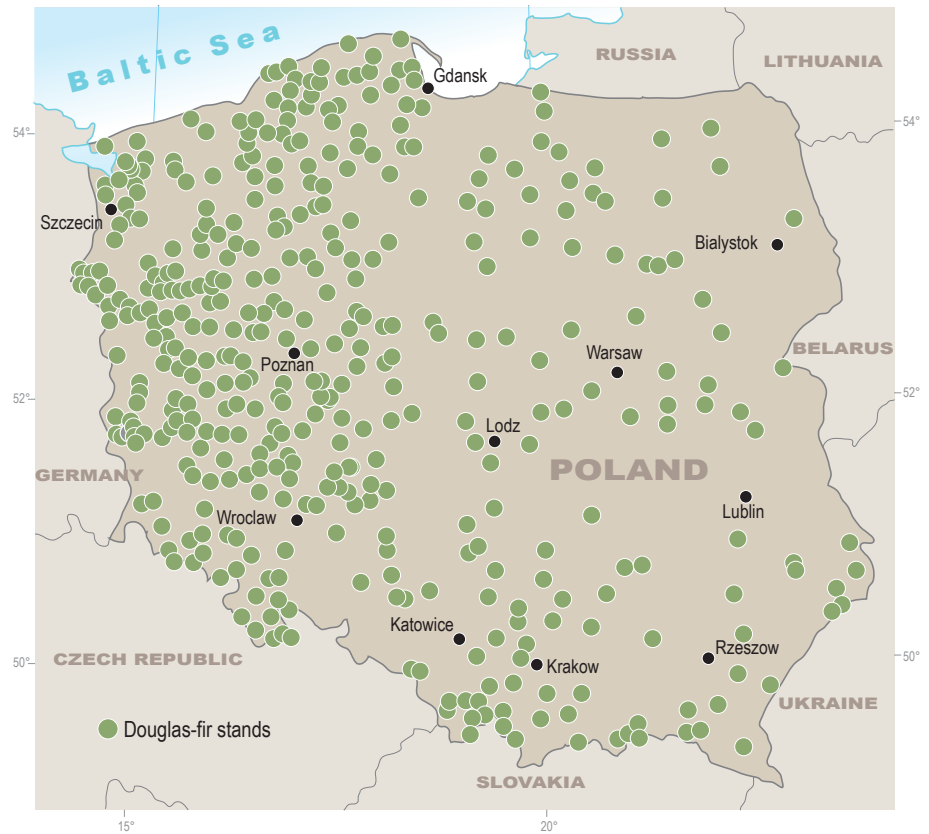 Baltic Sea
RUSSIA
LITHUANIA
Gdansk
54°
54°
Szczecin
Bialystok
BELARUS
Poznan
Warsaw
52°
52°
Lodz
POLAND
GERMANY
Lublin
Wroclaw
Katowice
Rzeszow
50°
50°
CZECH REPUBLIC
Krakow
UKRAINE
Douglas-fir stands
SLOVAKIA
15°
20°